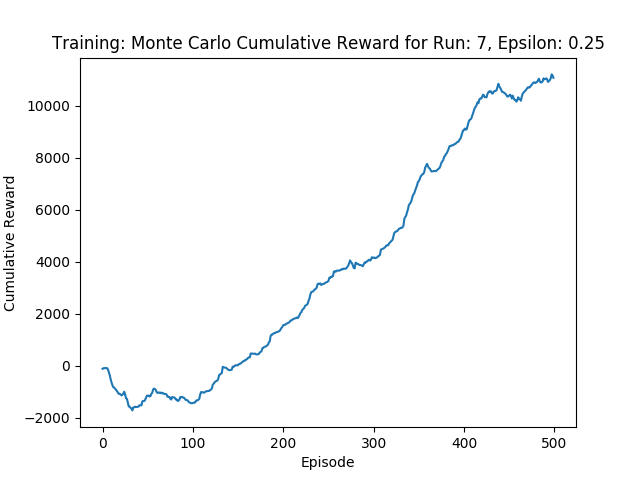 Training: Monte Carlo Cumulative Reward for Run: 7, Epsilon: 0.25
Cumulative Reward
10000
8000
6000
4000
2000
0
−2000
0 100 200 300 400 500
Episode